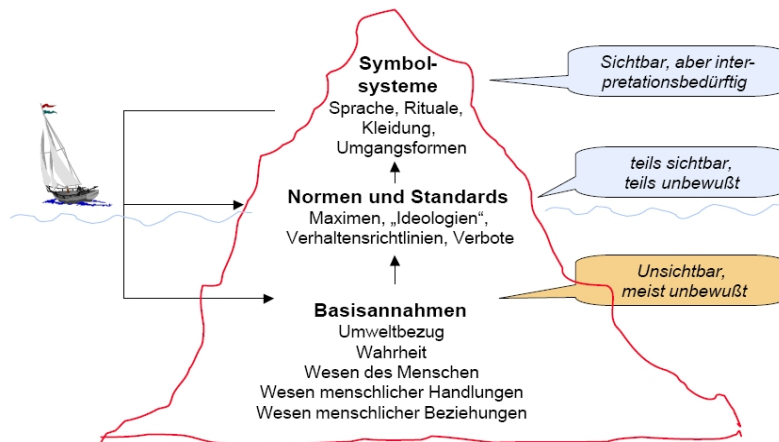 Symbol-
systeme
Sprache, Rituale,
Kleidung,
Umgangsformen
Sichtbar, aber inter-
pretationsbedürftig
Normen und Standards
Maximen, „Ideologien“,
Verhaltensrichtlinien, Verbote
teils sichtbar,
teils unbewußt
Basisannahmen
Umweltbezug
Wahrheit
Wesen des Menschen
Wesen menschlicher Handlungen
Wesen menschlicher Beziehungen
Unsichtbar,
meist unbewußt